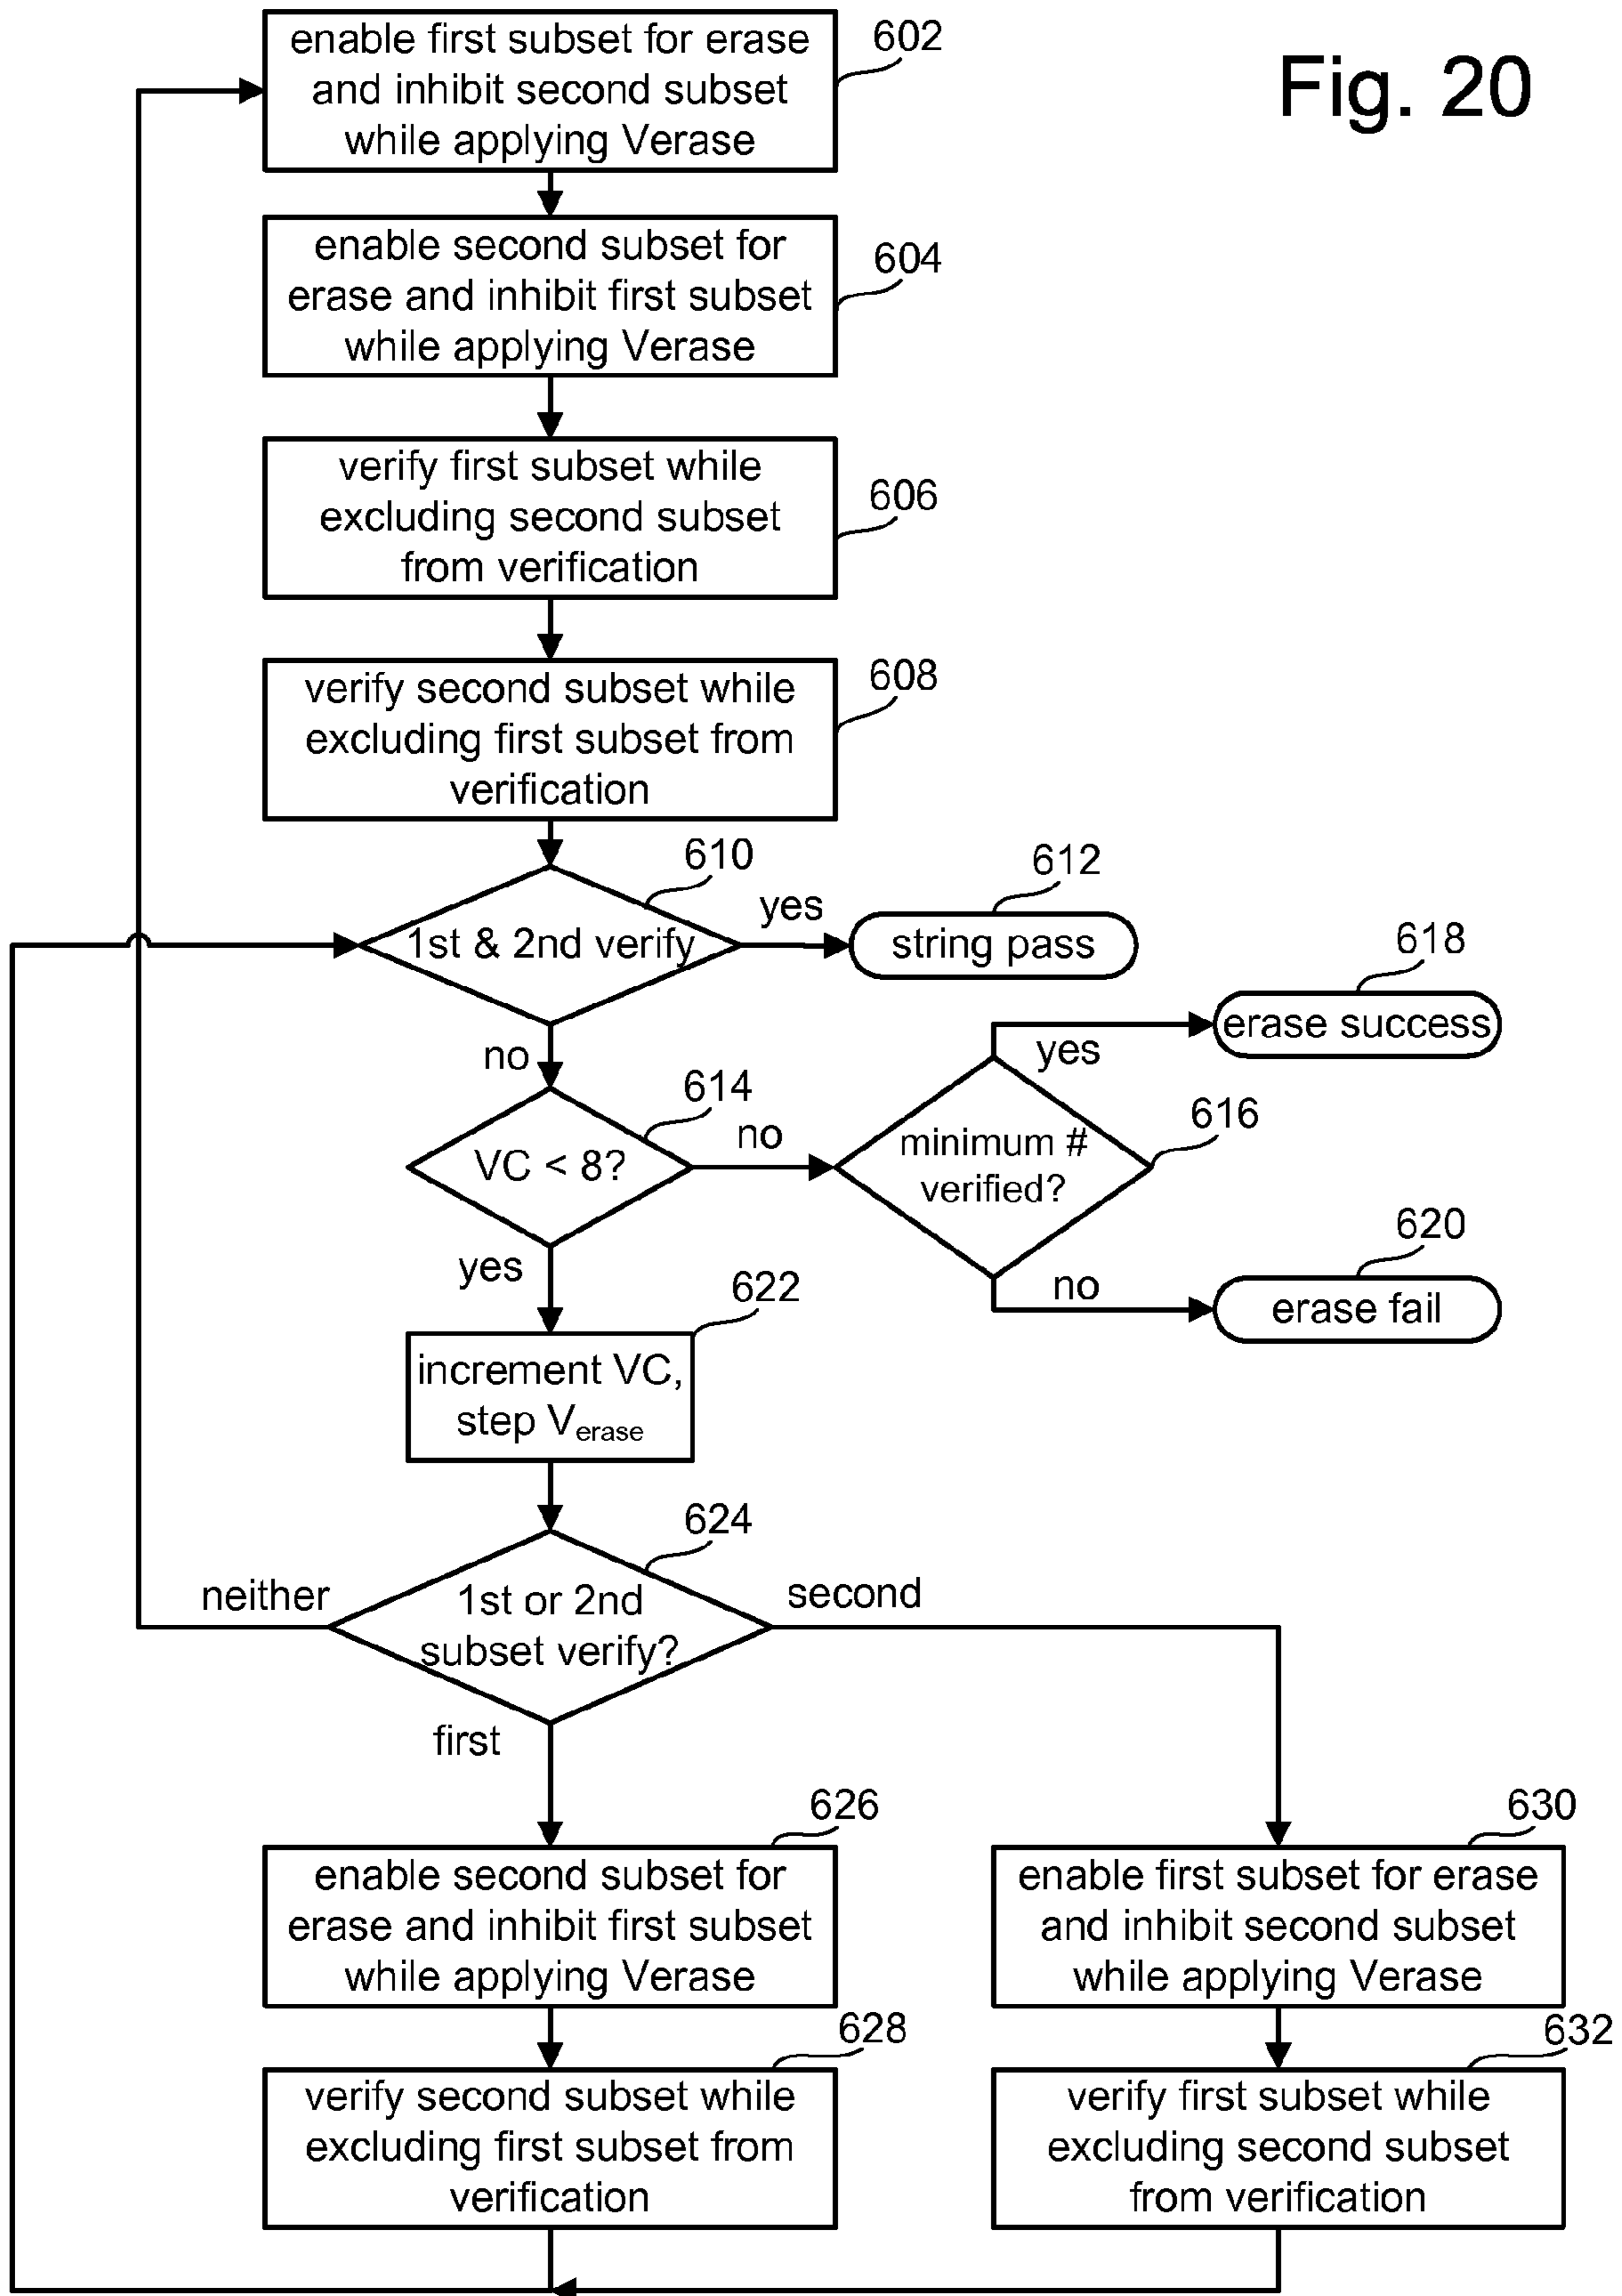 Fig. 20
enable first subset for erase
and inhibit second subset
while applying Verase
602
enable second subset for
erase and inhibit first subset
while applying Verase
604
verify first subset while
excluding second subset
from verification
606
verify second subset while
excluding first subset from
verification
608
610
1st & 2nd verify
yes
612
string pass
no
618
erase success
yes
614
VC < 8?
no
616
minimum #
verified?
620
no
erase fail
yes
622
increment VC,
step Verase
624
1st or 2nd
subset verify?
neither
second
first
626
enable second subset for
erase and inhibit first subset
while applying Verase
630
enable first subset for erase
and inhibit second subset
while applying Verase
628
verify second subset while
excluding first subset from
verification
632
verify first subset while
excluding second subset
from verification